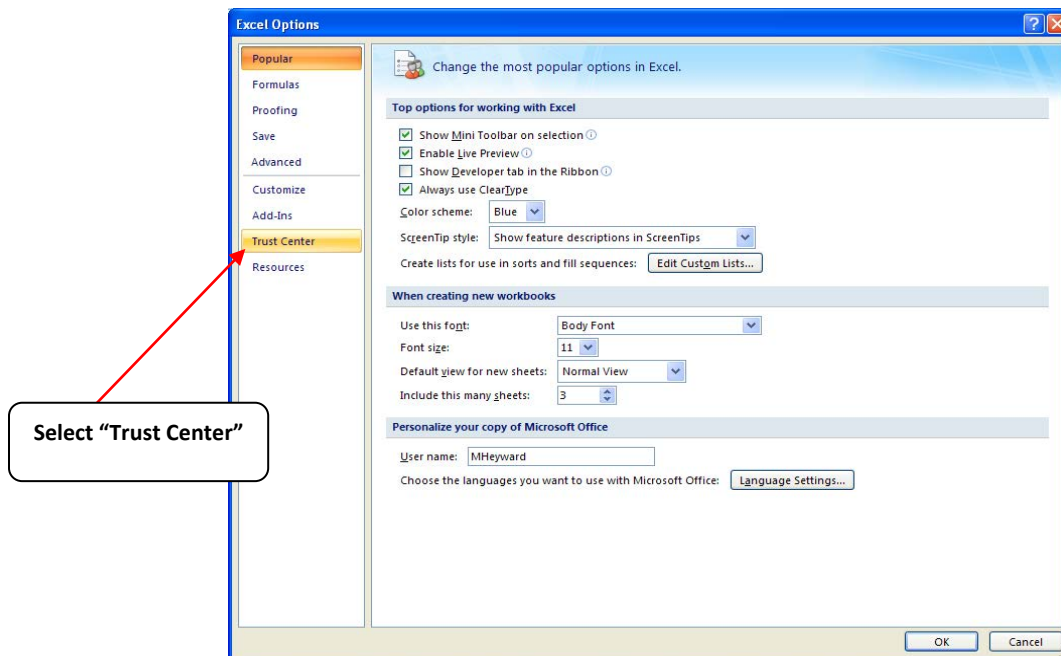 Excel Options
Popular
Formulas
Proofing
Save
Advanced
Customize
Add-Ins
Trust Center
Resources
Change the most popular options in Excel.
Top options for working with Excel
Show Mini Toolbar on selection
Enable Live Preview
Show Developer tab in the Ribbon
Always use ClearType
Color scheme: Blue
ScreenTip style: Show feature descriptions in ScreenTips
Create lists for use in sorts and fill sequences: Edit Custom Lists...
When creating new workbooks
Use this font: Body Font
Font size: 11
Default view for new sheets: Normal View
Include this many sheets: 3
Personalize your copy of Microsoft Office
User name: MHeyward
Choose the languages you want to use with Microsoft Office: Language Settings...
OK Cancel
Select “Trust Center”